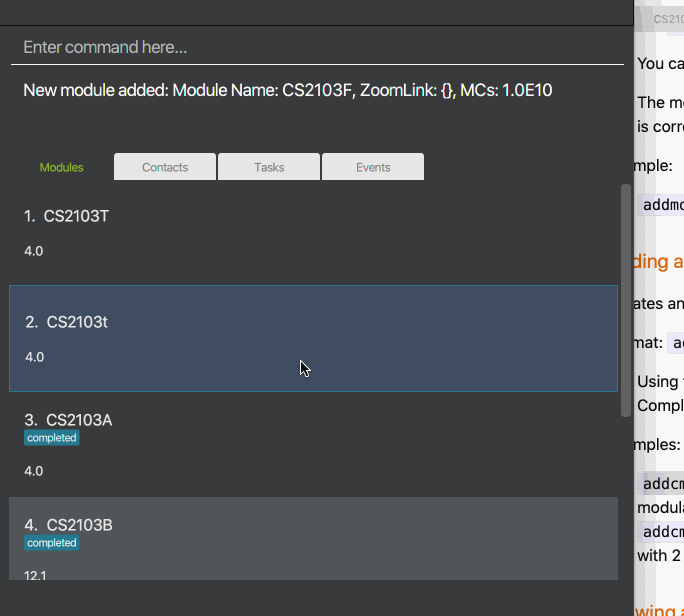 Enter command here...
New module added: Module Name: CS2103F, ZoomLink: {}, MCs: 1.0E10
Modules Contacts Tasks Events
1. CS2103T
4.0
2. CS2103t
4.0
3. CS2103A
completed
4.0
4. CS2103B
completed
12.1
CS210
You ca
The mo
is corre
mple:
addmo
ding a
ates an
mat: a
Using
Compl
mples:
addcm
modula
addcm
with 2
wing a